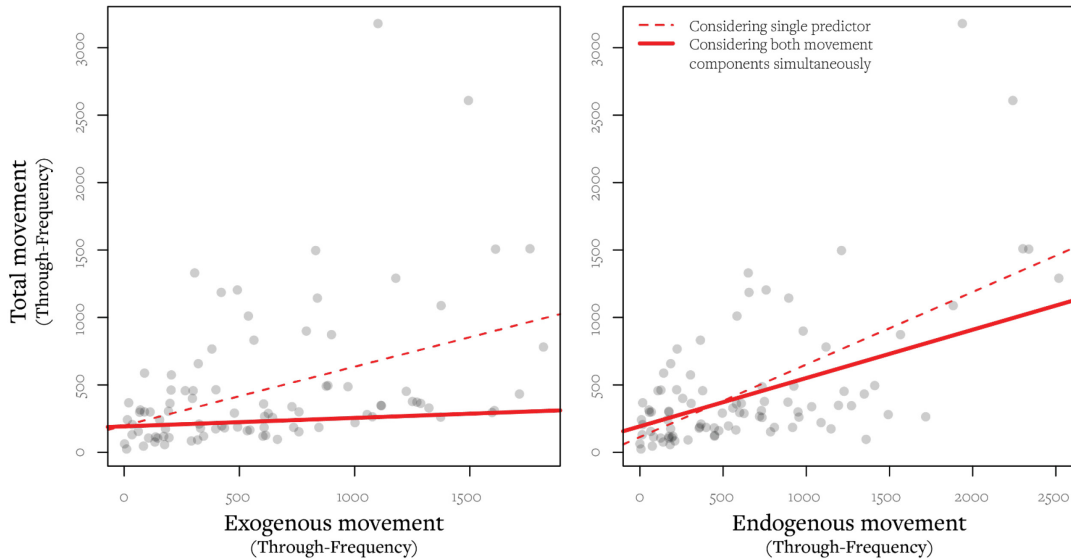 Total movement
(Through-Frequency)
3000
2500
2000
1500
1000
500
0
0
500
1000
1500
Exogenous movement
(Through-Frequency)
Considering single predictor
Considering both movement
components simultaneously
3000
2500
2000
1500
1000
500
0
0
500
1000
1500
2000
2500
Endogenous movement
(Through-Frequency)